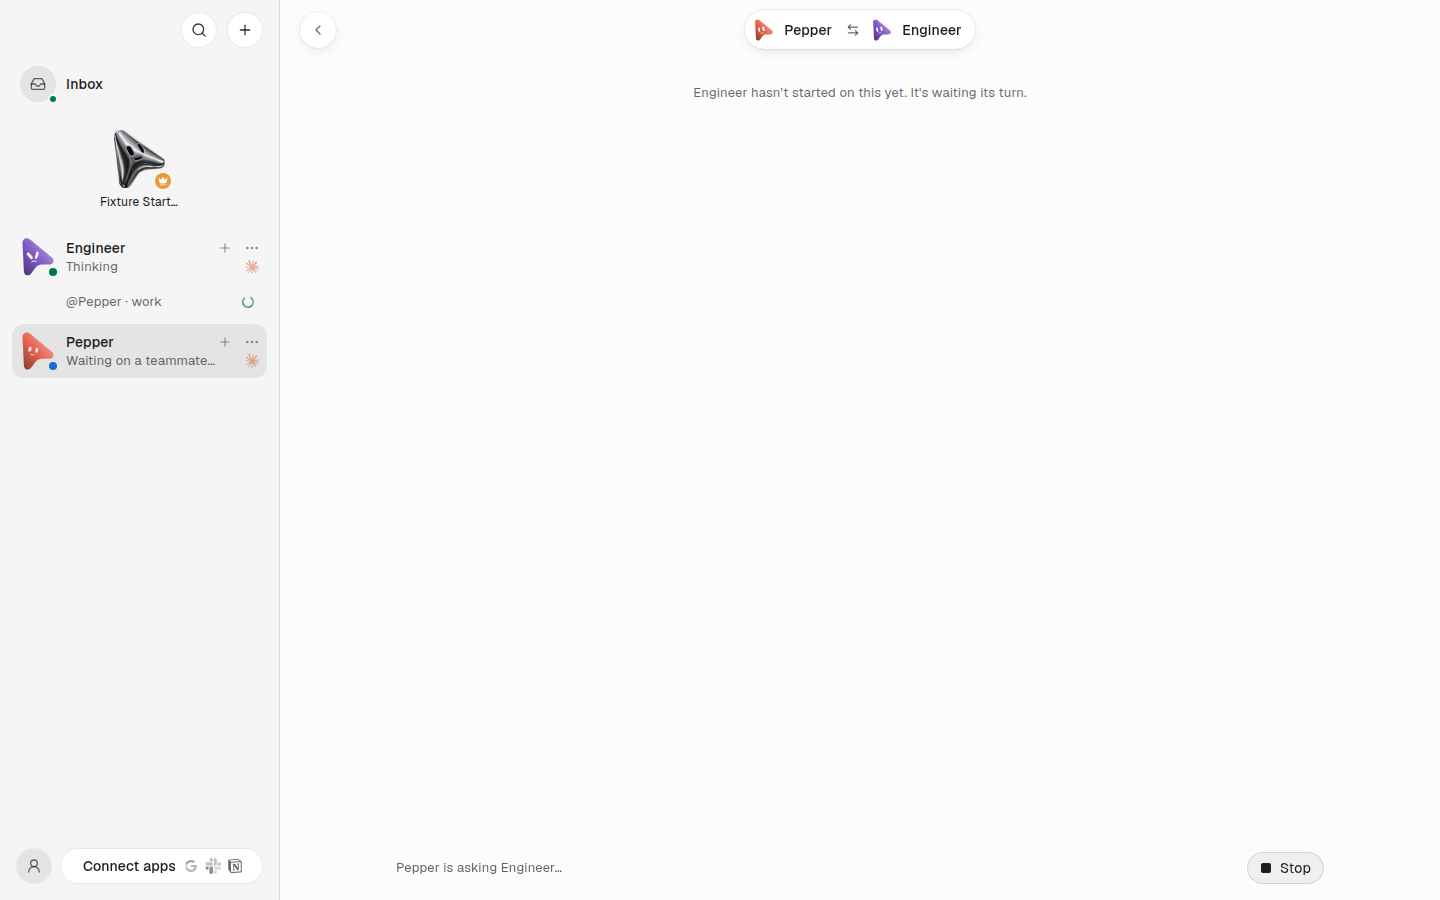 Inbox
Fixture Start…
Engineer
Thinking
@Pepper · work
Pepper
Waiting on a teammate…
Connect apps
Pepper
Engineer
Engineer hasn't started on this yet. It's waiting its turn.
Pepper is asking Engineer…
Stop